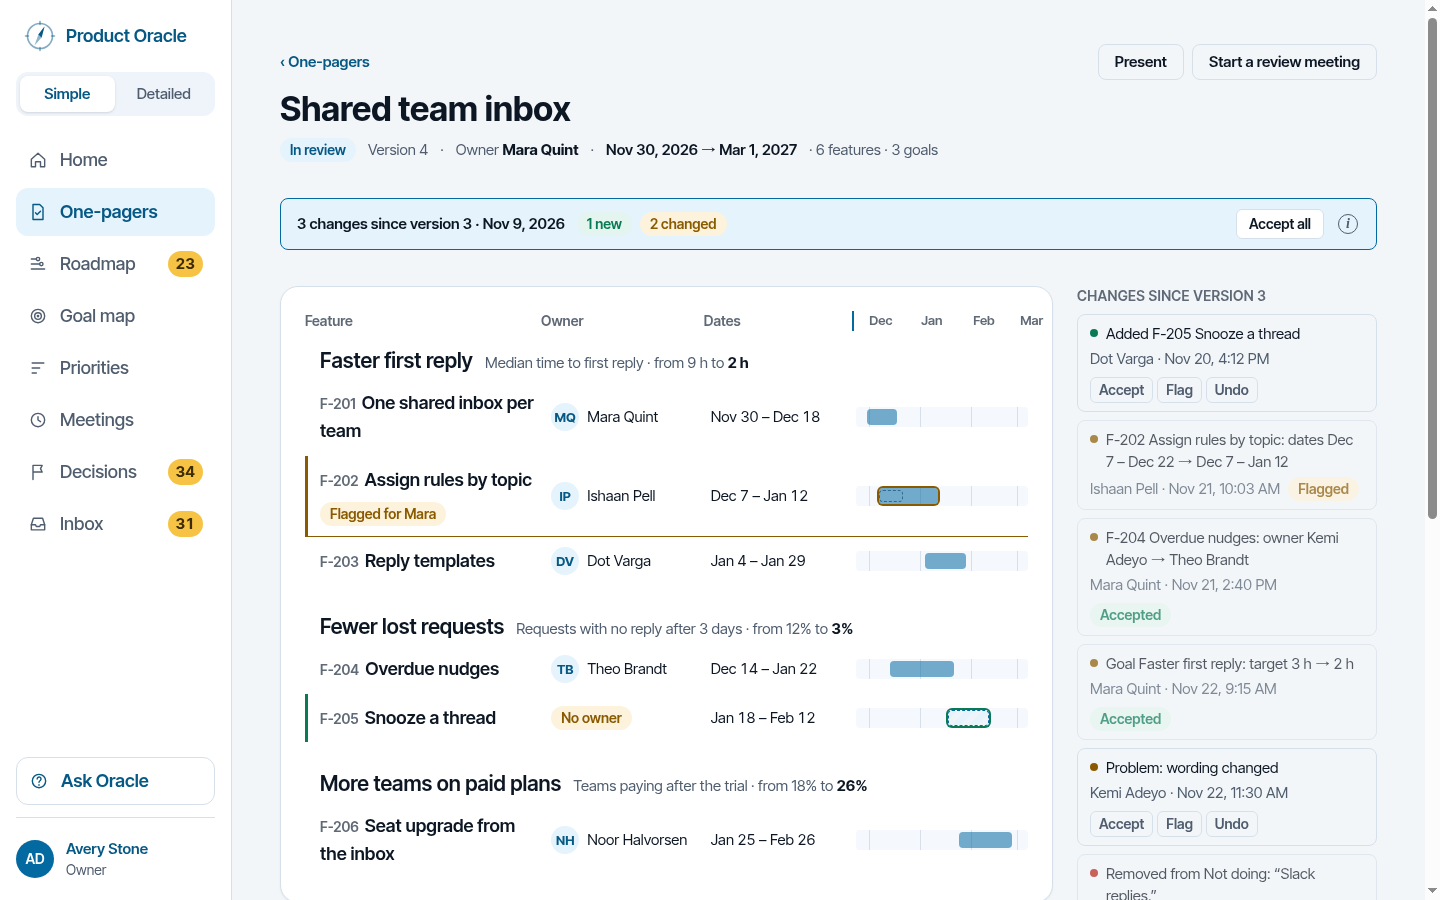 Product Oracle
Simple Detailed
Home
One-pagers
Roadmap 23
Goal map
Priorities
Meetings
Decisions 34
Inbox 31
Ask Oracle
AD Avery Stone
Owner
‹ One-pagers
Present Start a review meeting
Shared team inbox
In review Version 4 · Owner Mara Quint · Nov 30, 2026 → Mar 1, 2027 · 6 features · 3 goals
3 changes since version 3 · Nov 9, 2026 1 new 2 changed Accept all i
Feature Owner Dates Dec Jan Feb Mar
Faster first reply Median time to first reply · from 9 h to 2 h
F-201 One shared inbox per
team
MQ Mara Quint Nov 30 – Dec 18
F-202 Assign rules by topic
Flagged for Mara
IP Ishaan Pell Dec 7 – Jan 12
F-203 Reply templates DV Dot Varga Jan 4 – Jan 29
Fewer lost requests Requests with no reply after 3 days · from 12% to 3%
F-204 Overdue nudges TB Theo Brandt Dec 14 – Jan 22
F-205 Snooze a thread No owner Jan 18 – Feb 12
More teams on paid plans Teams paying after the trial · from 18% to 26%
F-206 Seat upgrade from
the inbox
NH Noor Halvorsen Jan 25 – Feb 26
CHANGES SINCE VERSION 3
Added F-205 Snooze a thread
Dot Varga · Nov 20, 4:12 PM
Accept Flag Undo
F-202 Assign rules by topic: dates Dec
7 – Dec 22 → Dec 7 – Jan 12
Ishaan Pell · Nov 21, 10:03 AM Flagged
F-204 Overdue nudges: owner Kemi
Adeyo → Theo Brandt
Mara Quint · Nov 21, 2:40 PM
Accepted
Goal Faster first reply: target 3 h → 2 h
Mara Quint · Nov 22, 9:15 AM
Accepted
Problem: wording changed
Kemi Adeyo · Nov 22, 11:30 AM
Accept Flag Undo
Removed from Not doing: “Slack
replies.”